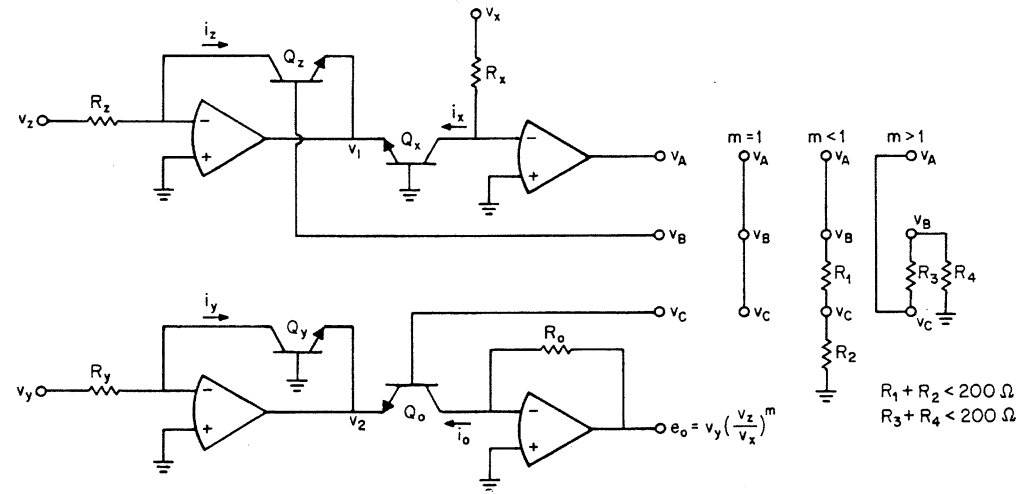 v_x
i_z
Q_z
R_x
R_z
v_z
−
+
i_x
Q_x
−
+
v_1
v_A
v_B
m=1
m<1
m>1
v_A
v_A
v_A
v_B
v_B
v_B
R_1
R_3
R_4
v_C
v_C
v_C
R_2
R_1 + R_2 < 200 Ω
R_3 + R_4 < 200 Ω
i_y
Q_y
v_C
R_o
R_y
v_y
−
+
v_2
Q_o
i_o
−
+
e_o = v_y (v_z / v_x)^m